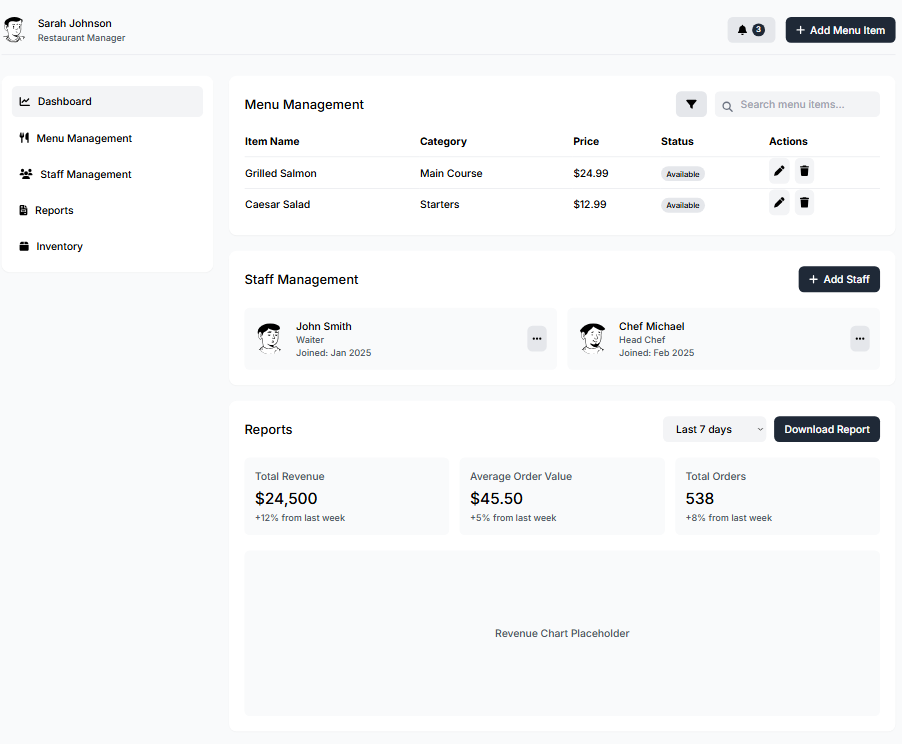 Sarah Johnson
Restaurant Manager
3
Add Menu Item
Dashboard
Menu Management
Staff Management
Reports
Inventory
Menu Management
Search menu items...
Item Name Category Price Status Actions
Grilled Salmon Main Course $24.99 Available
Caesar Salad Starters $12.99 Available
Staff Management
+ Add Staff
John Smith
Waiter
Joined: Jan 2025
Chef Michael
Head Chef
Joined: Feb 2025
Reports
Last 7 days
Download Report
Total Revenue
$24,500
+12% from last week
Average Order Value
$45.50
+5% from last week
Total Orders
538
+8% from last week
Revenue Chart Placeholder